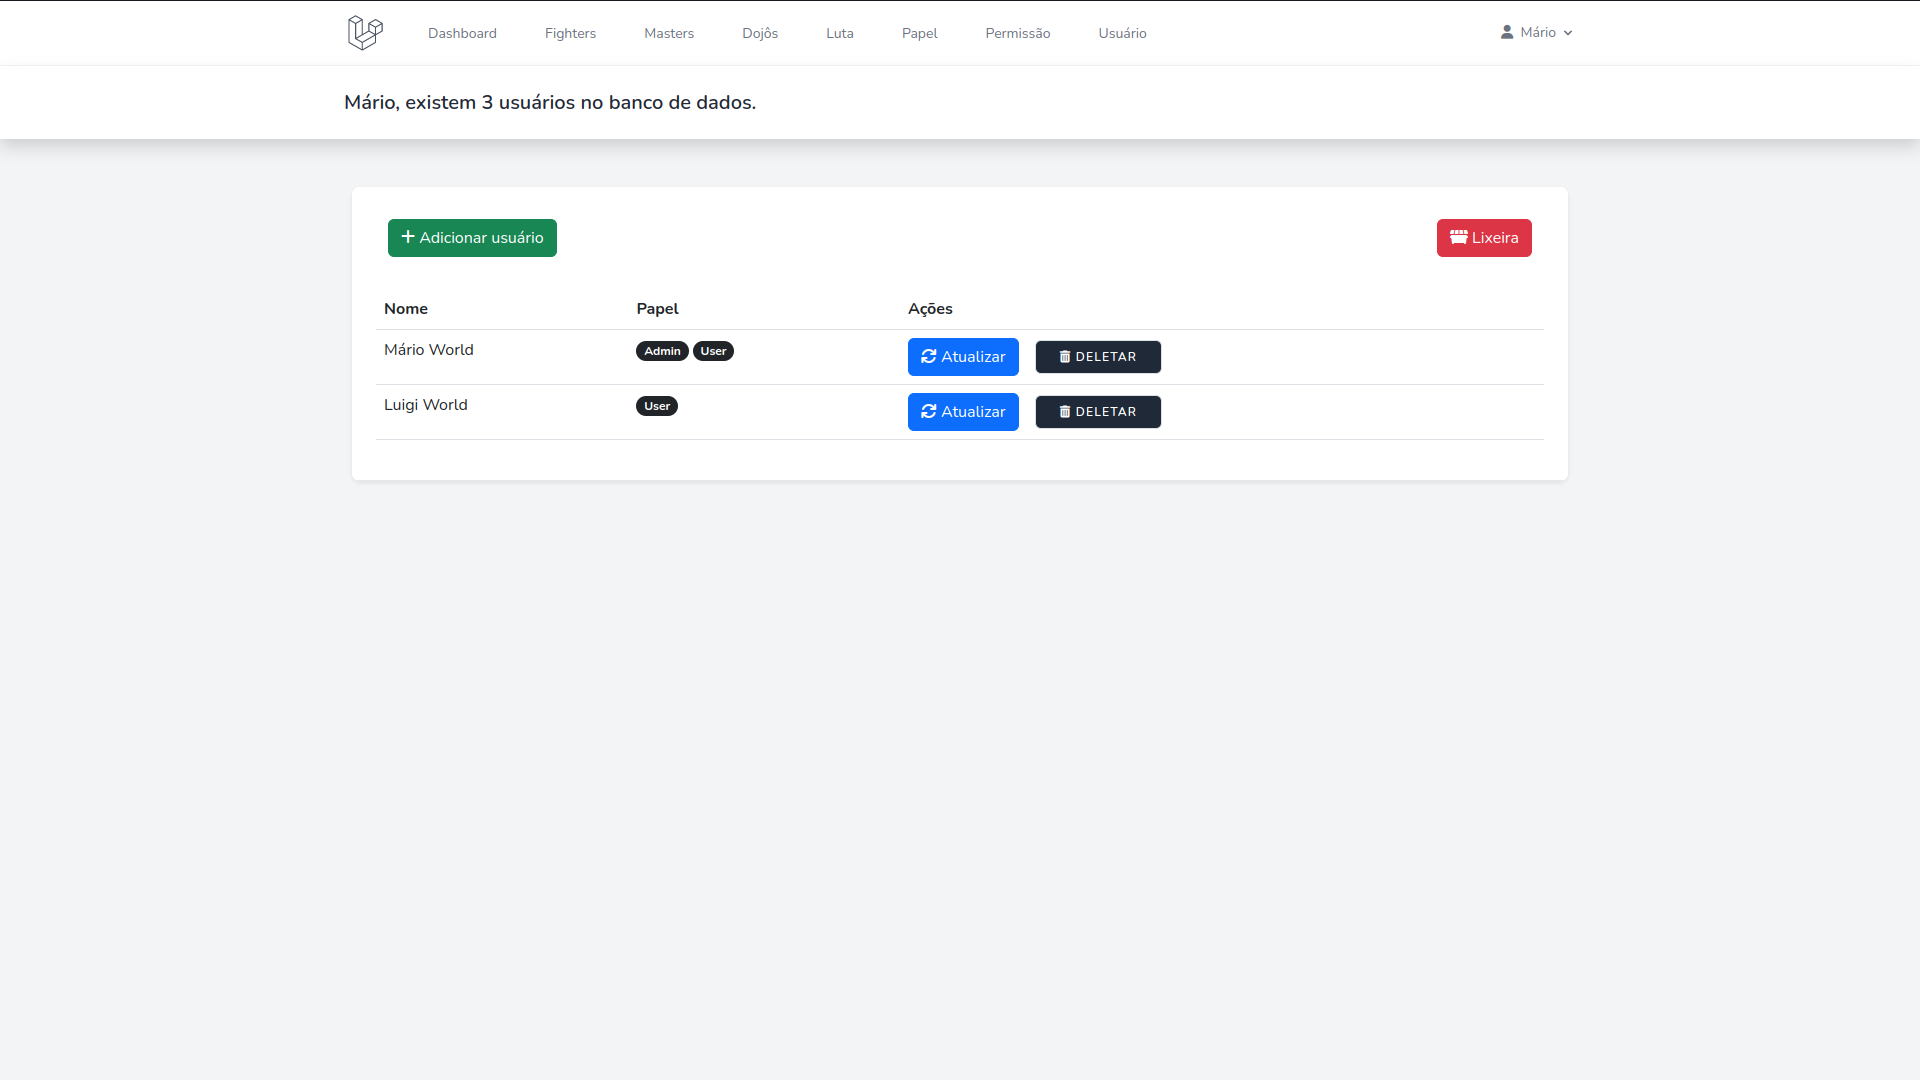 Dashboard Fighters Masters Dojôs Luta Papel Permissão Usuário Mário
Mário, existem 3 usuários no banco de dados.
Adicionar usuário Lixeira
Nome Papel Ações
Mário World Admin User Atualizar DELETAR
Luigi World User Atualizar DELETAR